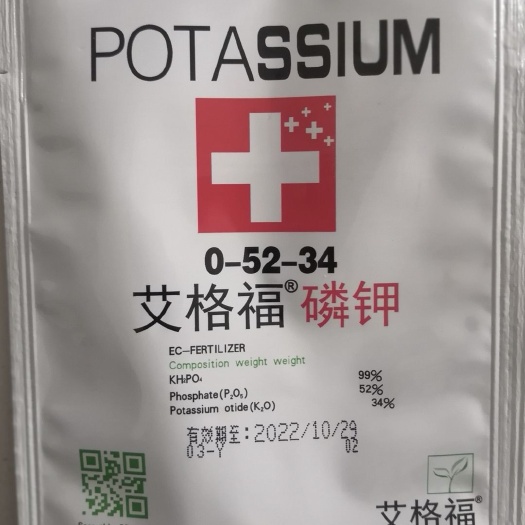 POTASSIUM
0-52-34
艾格福®磷钾
EC-FERTILIZER
Composition weight weight
KH₂PO₄ 99%
Phosphate(P₂O₅) 52%
Potassium otide(K₂O) 34%
有效期至:2022/10/29
03-Y 02
艾格福®